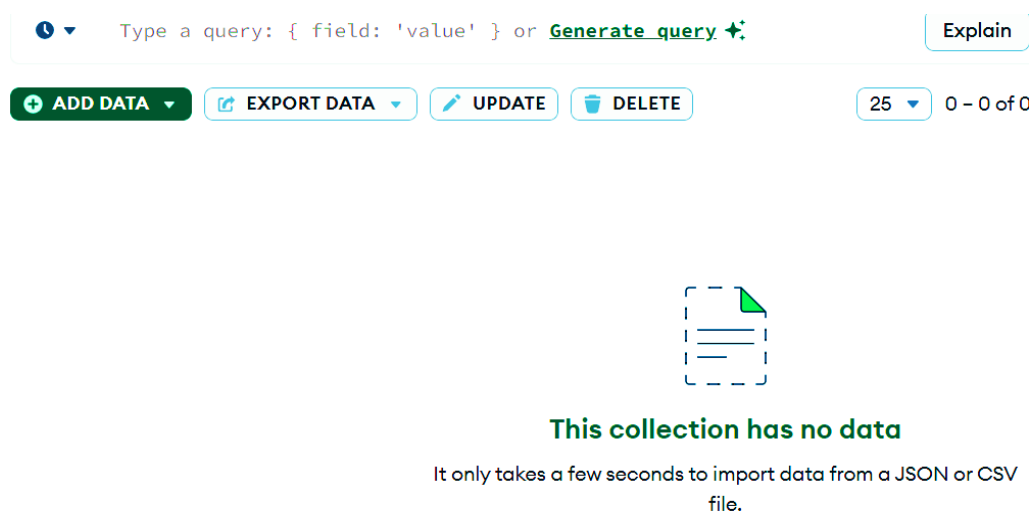 Type a query: { field: 'value' } or Generate query
Explain
ADD DATA
EXPORT DATA
UPDATE
DELETE
25
0 – 0 of 0
This collection has no data
It only takes a few seconds to import data from a JSON or CSV
file.